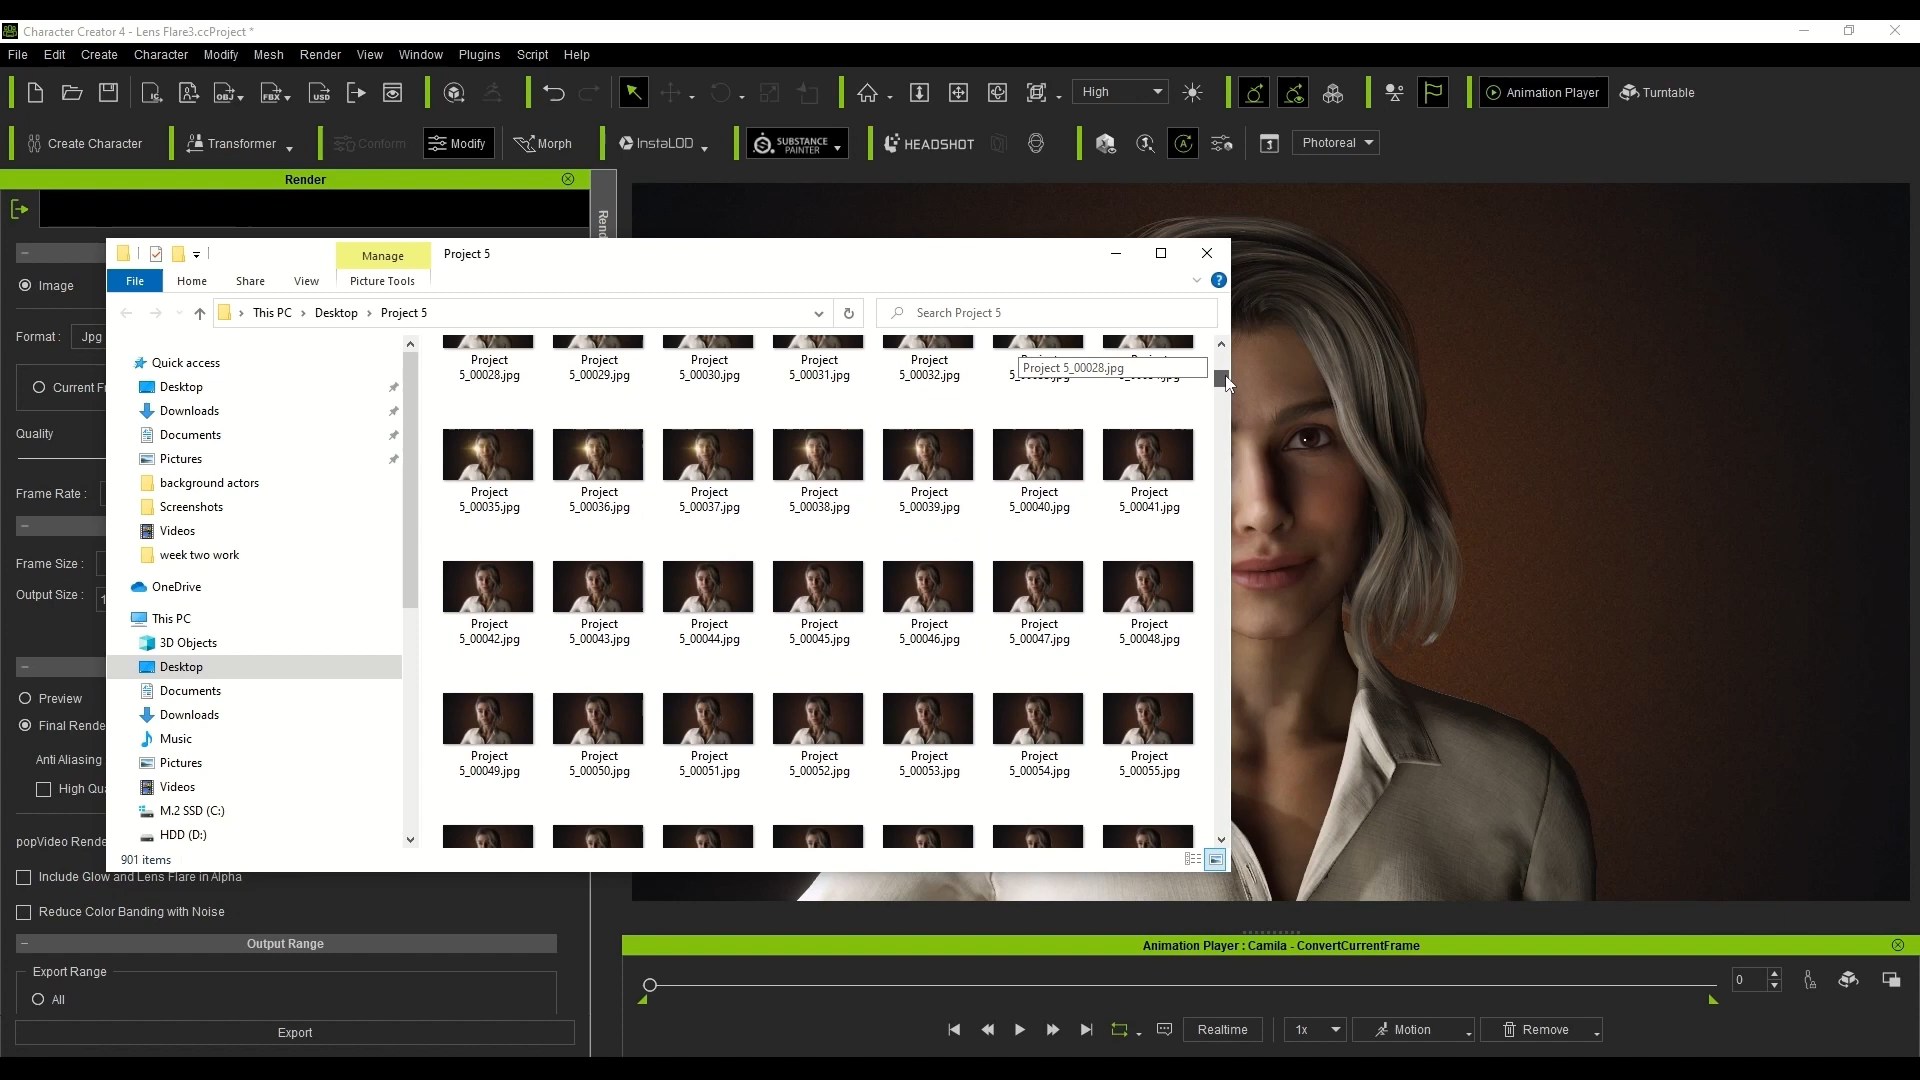 Character Creator 4 - Lens Flare3.ccProject *
File Edit Create Character Modify Mesh Render View Window Plugins Script Help
OBJ FBX USD High Animation Player Turntable
Create Character Transformer Conform Modify Morph InstaLOD SUBSTANCE PAINTER HEADSHOT Photoreal
Render
Image
Format : Jpg
Current Fr
Quality
Frame Rate :
Frame Size :
Output Size :
Preview
Final Rende
Anti Aliasing
High Qua
popVideo Rende
Include Glow and Lens Flare in Alpha
Reduce Color Banding with Noise
Output Range
Export Range
All
Export
Manage Project 5
File Home Share View Picture Tools
This PC Desktop Project 5 Search Project 5
Quick access
Desktop
Downloads
Documents
Pictures
background actors
Screenshots
Videos
week two work
OneDrive
This PC
3D Objects
Desktop
Documents
Downloads
Music
Pictures
Videos
M.2 SSD (C:)
HDD (D:)
901 items
Project 5_00028.jpg
Project 5_00029.jpg
Project 5_00030.jpg
Project 5_00031.jpg
Project 5_00032.jpg
Project 5_00028.jpg
Project 5_00035.jpg
Project 5_00036.jpg
Project 5_00037.jpg
Project 5_00038.jpg
Project 5_00039.jpg
Project 5_00040.jpg
Project 5_00041.jpg
Project 5_00042.jpg
Project 5_00043.jpg
Project 5_00044.jpg
Project 5_00045.jpg
Project 5_00046.jpg
Project 5_00047.jpg
Project 5_00048.jpg
Project 5_00049.jpg
Project 5_00050.jpg
Project 5_00051.jpg
Project 5_00052.jpg
Project 5_00053.jpg
Project 5_00054.jpg
Project 5_00055.jpg
Animation Player : Camila - ConvertCurrentFrame
0
Realtime 1x Motion Remove